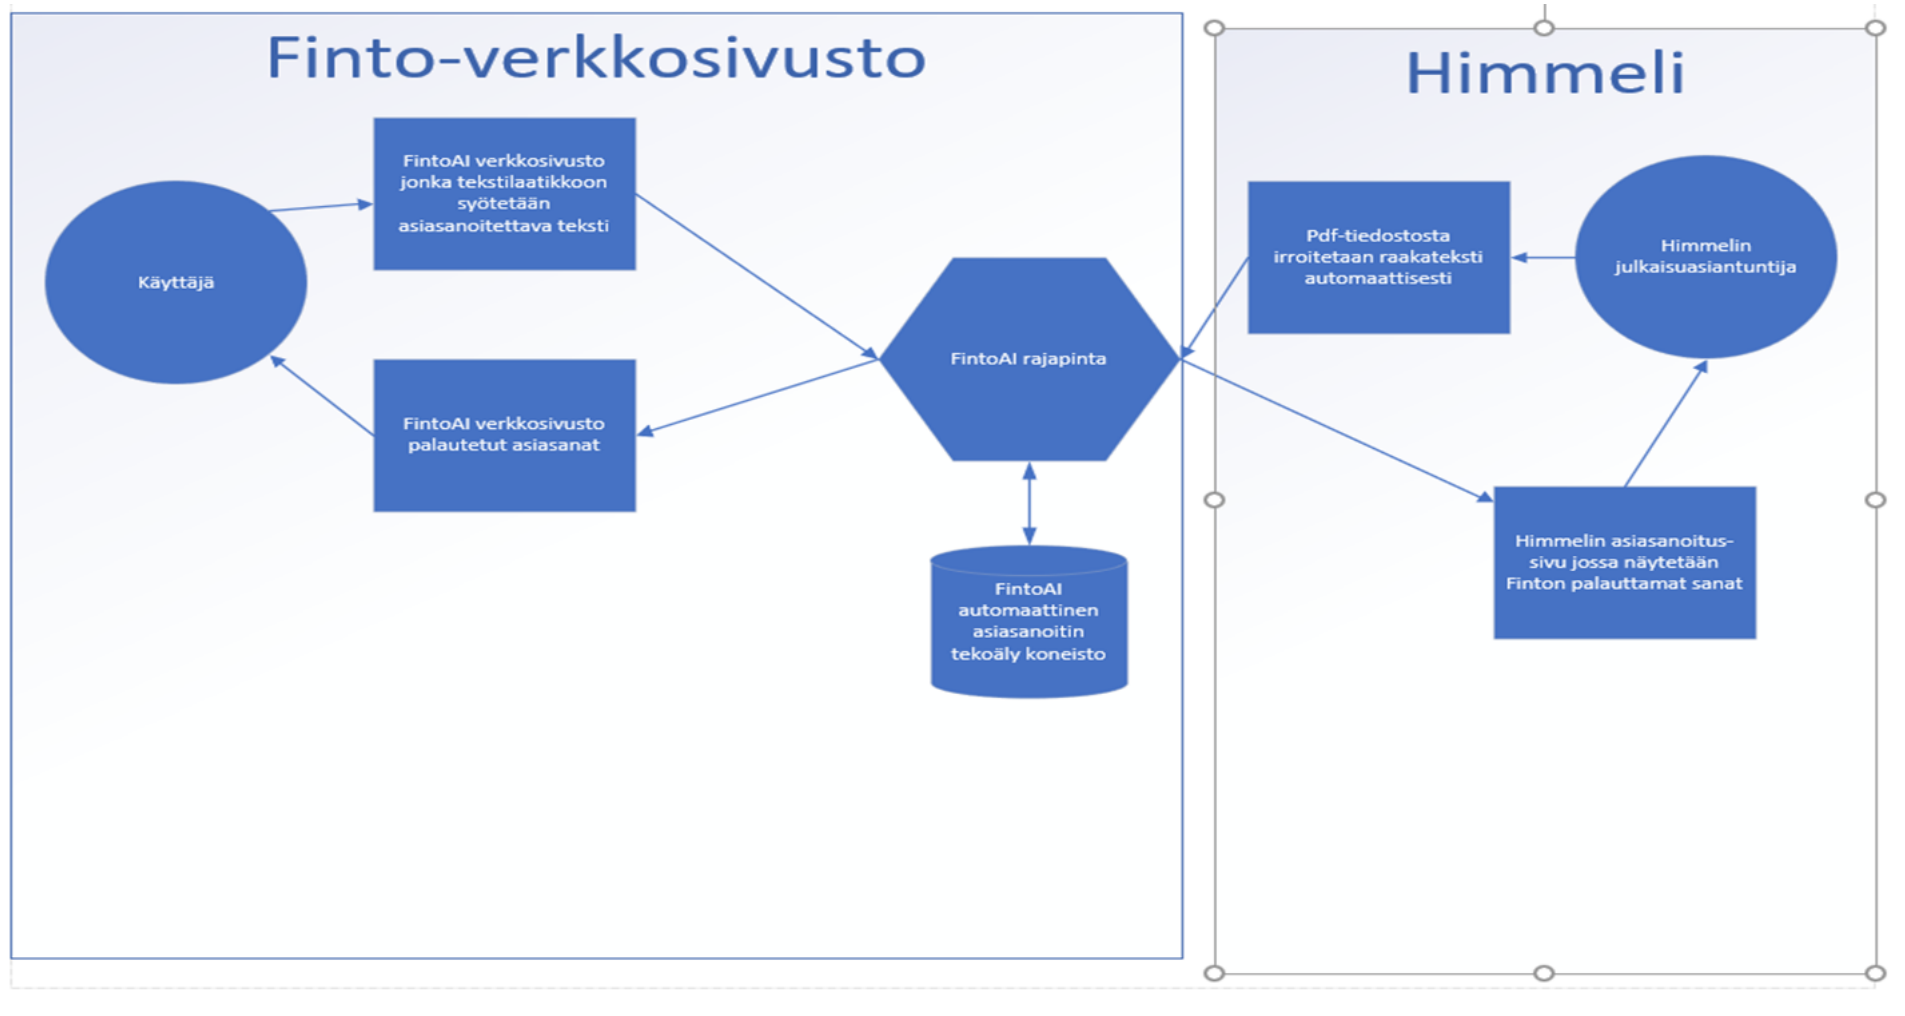 Finto-verkkosivusto
Käyttäjä
FintoAI verkkosivusto
jonka tekstilaatikkoon
syötetään
asiasanoitettava teksti
FintoAI verkkosivusto
palautetut asiasanat
FintoAI rajapinta
FintoAI
automaattinen
asiasanoitin
tekoäly koneisto
Himmeli
Pdf-tiedostosta
irroitetaan raakateksti
automaattisesti
Himmelin
julkaisuasiantuntija
Himmelin asiasanoitus-
sivu jossa näytetään
Finton palauttamat sanat